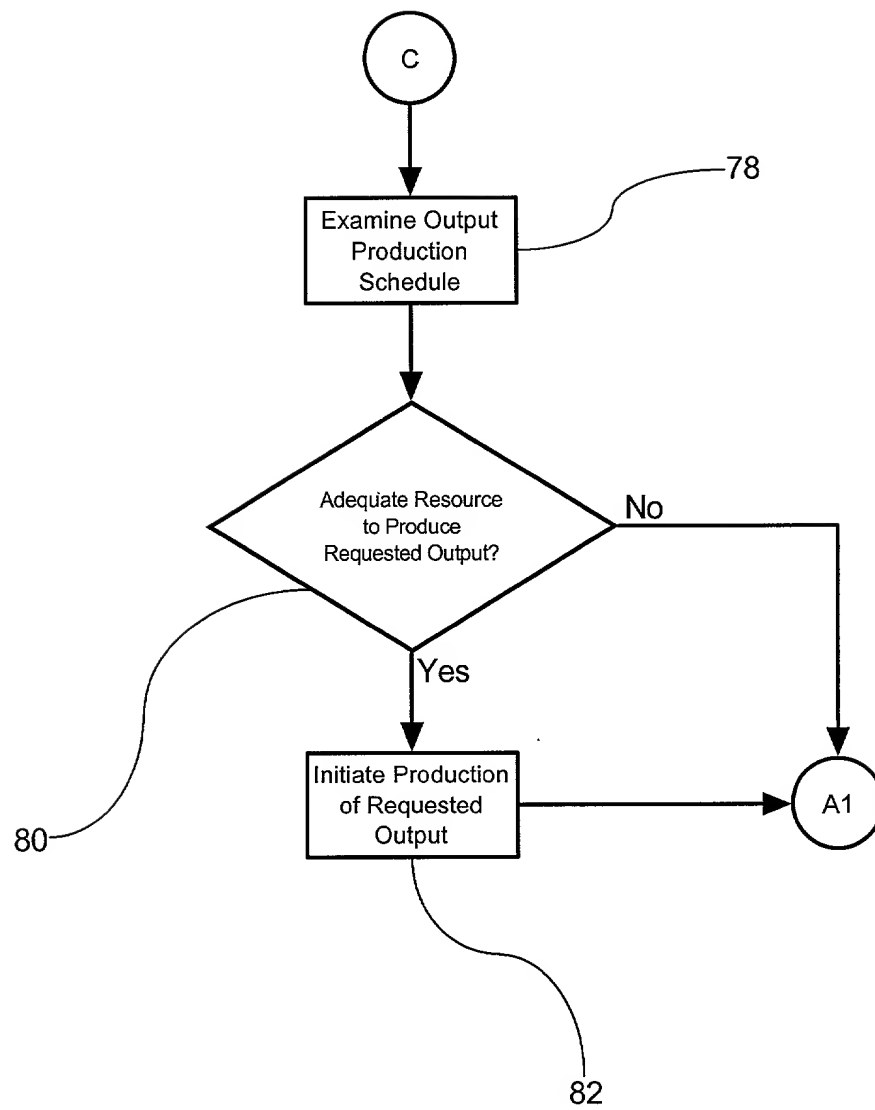 C
78
Examine Output
Production
Schedule
Adequate Resource
to Produce
Requested Output?
No
Yes
Initiate Production
of Requested
Output
A1
80
82